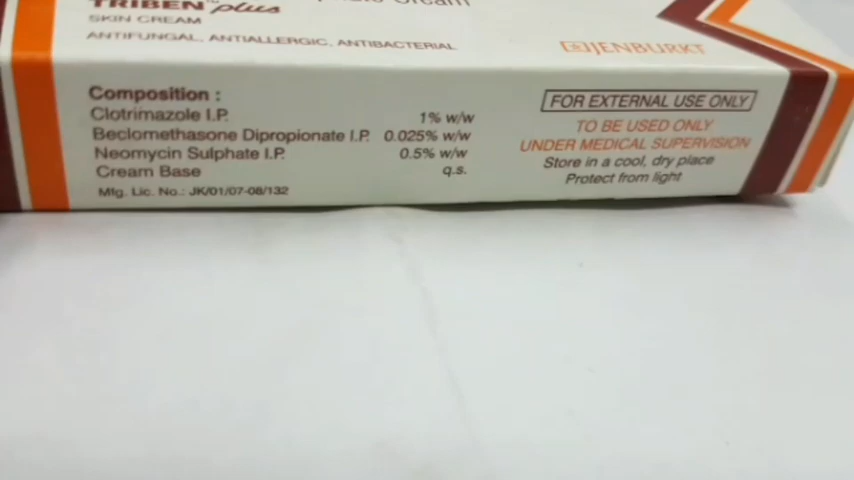 TRIBEN™ plus
Cream
SKIN CREAM
ANTIFUNGAL, ANTIALLERGIC, ANTIBACTERIAL
JENBURKT
Composition :
Clotrimazole I.P. 1% w/w
Beclomethasone Dipropionate I.P. 0.025% w/w
Neomycin Sulphate I.P. 0.5% w/w
Cream Base q.s.
Mfg. Lic. No.: JK/01/07-08/132
FOR EXTERNAL USE ONLY
TO BE USED ONLY
UNDER MEDICAL SUPERVISION
Store in a cool, dry place
Protect from light